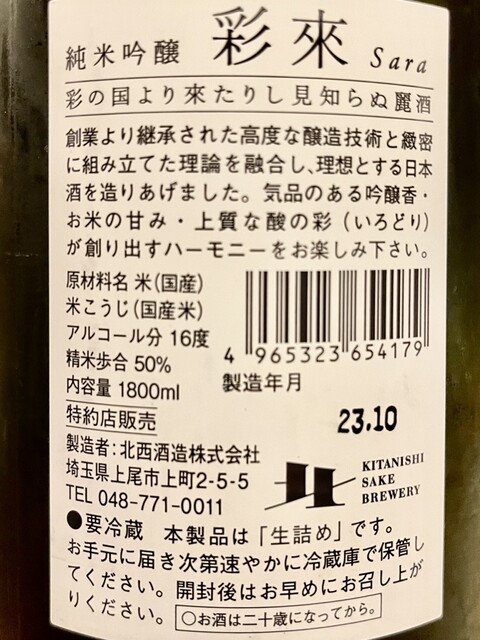 純米吟醸 彩來 Sara
彩の国より來たりし見知らぬ麗酒
創業より継承された高度な醸造技術と緻密
に組み立てた理論を融合し、理想とする日本
酒を造りあげました。気品のある吟醸香・
お米の甘み・上質な酸の彩（いろどり）
が創り出すハーモニーをお楽しみ下さい。
原材料名 米（国産）
米こうじ（国産米）
アルコール分 16度
精米歩合 50%
内容量 1800ml
特約店販売
4 965323 654179
製造年月
23.10
製造者：北西酒造株式会社
埼玉県上尾市上町2-5-5
TEL 048-771-0011
KITANISHI
SAKE
BREWERY
●要冷蔵 本製品は「生詰め」です。
お手元に届き次第速やかに冷蔵庫で保管し
てください。開封後はお早めにお召し上が
りください。 ○お酒は二十歳になってから。